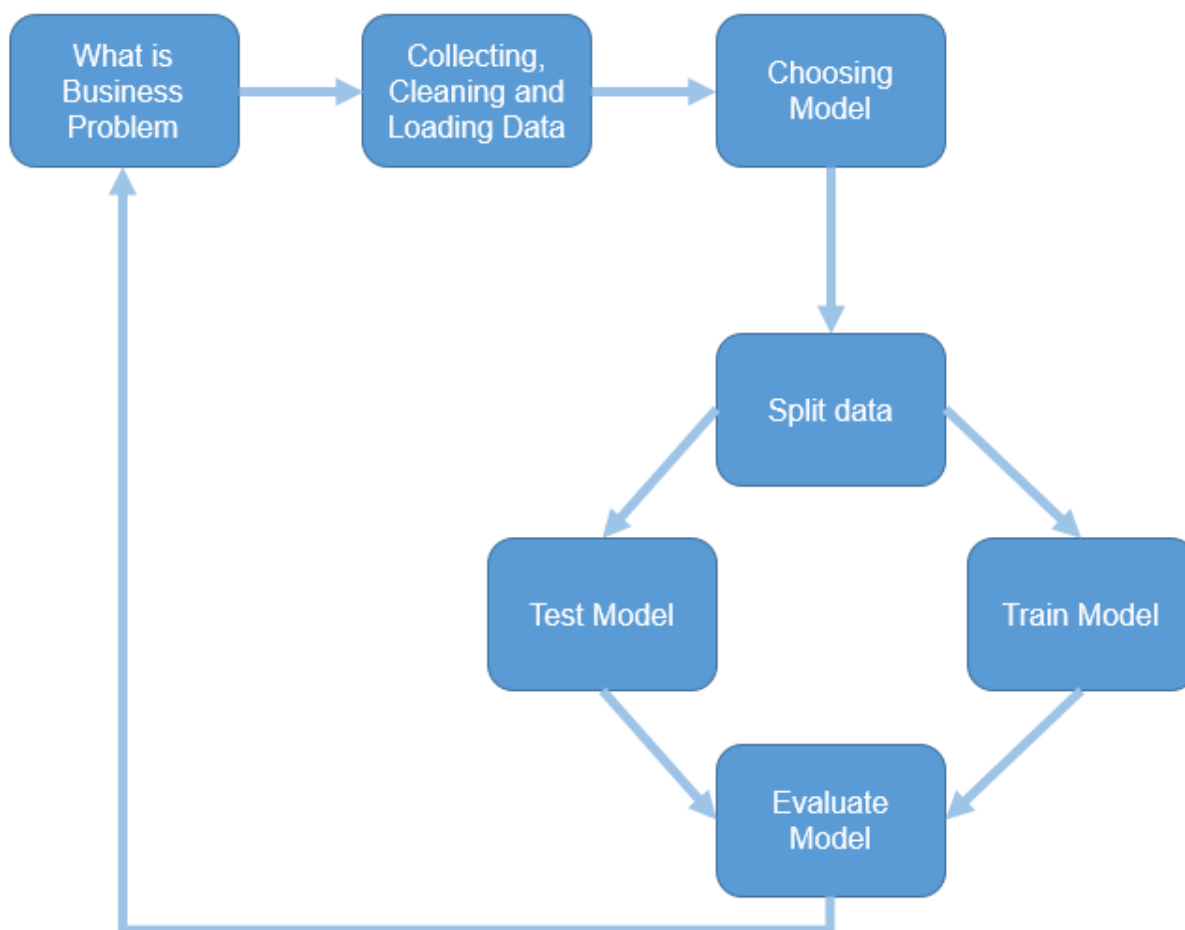 What is
Business
Problem
Collecting,
Cleaning and
Loading Data
Choosing
Model
Split data
Test Model
Train Model
Evaluate
Model